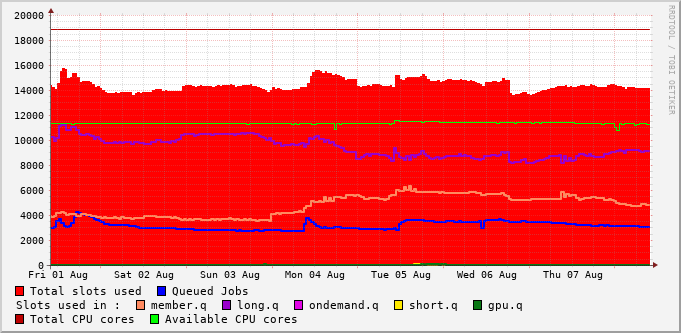 20000
18000
16000
14000
12000
10000
8000
6000
4000
2000
0
Fri 01 Aug Sat 02 Aug Sun 03 Aug Mon 04 Aug Tue 05 Aug Wed 06 Aug Thu 07 Aug
Total slots used Queued Jobs
Slots used in : member.q long.q ondemand.q short.q gpu.q
Total CPU cores Available CPU cores
RRDTOOL / TOBI OETIKER